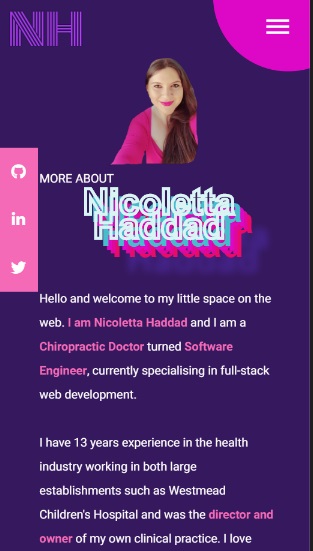 NH
MORE ABOUT
Nicoletta
Haddad
Hello and welcome to my little space on the
web. I am Nicoletta Haddad and I am a
Chiropractic Doctor turned Software
Engineer, currently specialising in full-stack
web development.
I have 13 years experience in the health
industry working in both large
establishments such as Westmead
Children's Hospital and was the director and
owner of my own clinical practice. I love